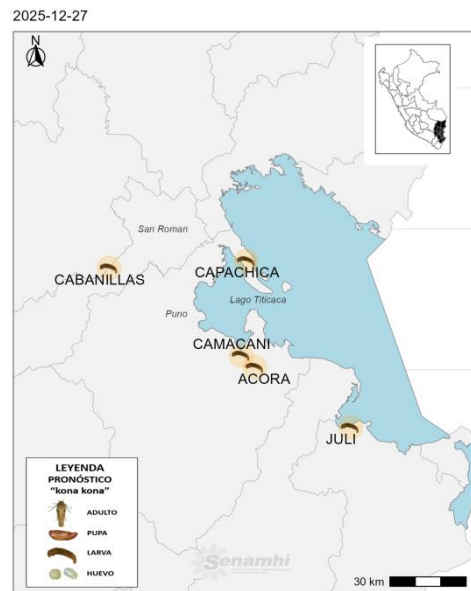 2025-12-27
N
San Roman
CABANILLAS
CAPACHICA
Lago Titicaca
Puno
CAMACANI
ACORA
JULI
LEYENDA
PRONÓSTICO
"kona kona"
ADULTO
PUPA
LARVA
HUEVO
Senamhi
30 km